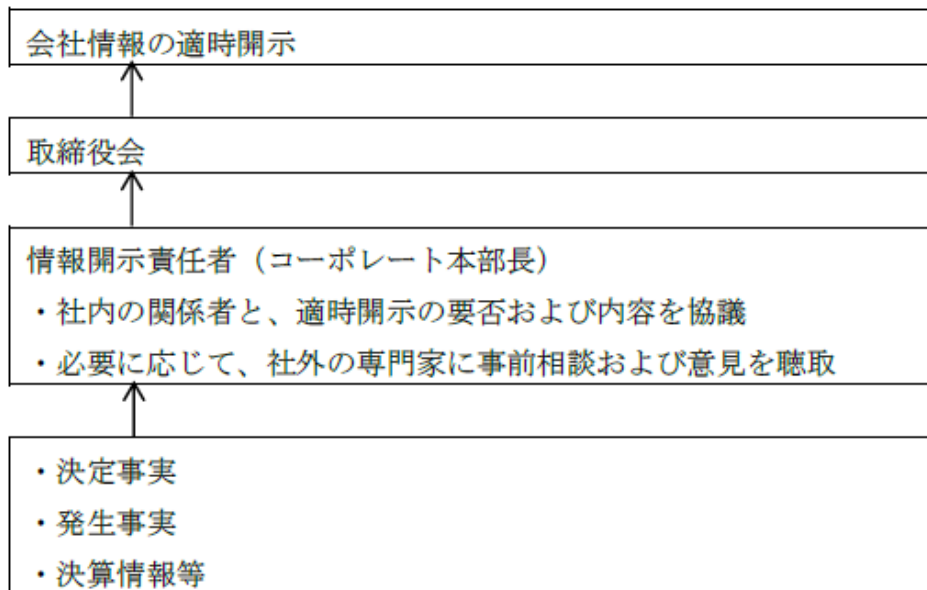 会社情報の適時開示
取締役会
情報開示責任者（コーポレート本部長）
・社内の関係者と、適時開示の要否および内容を協議
・必要に応じて、社外の専門家に事前相談および意見を聴取
・決定事実
・発生事実
・決算情報等